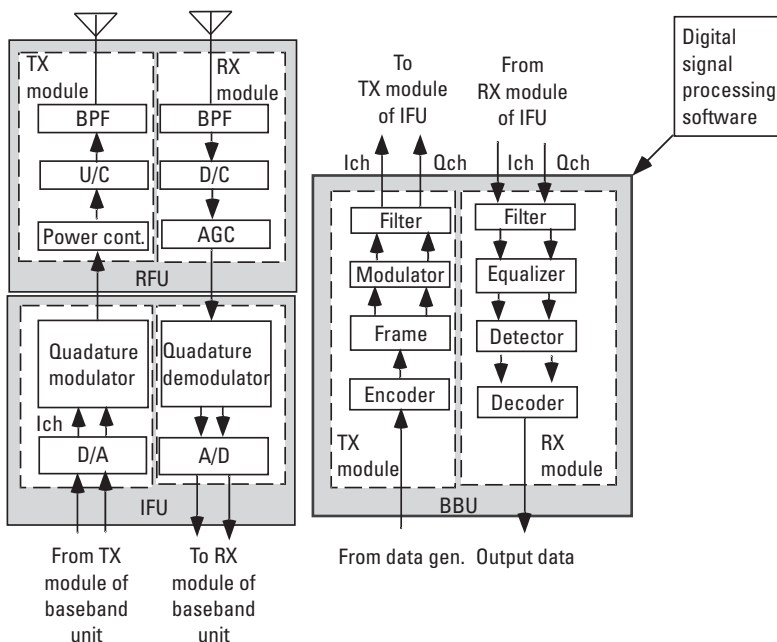 TX
module
RX
module
BPF
BPF
U/C
D/C
Power cont.
AGC
RFU
Quadature
modulator
Quadature
demodulator
Ich
D/A
A/D
IFU
From TX
module of
baseband
unit
To RX
module of
baseband
unit
To
TX module
of IFU
From
RX module
of IFU
Ich
Qch
Ich
Qch
Filter
Filter
Modulator
Equalizer
Frame
Detector
Encoder
Decoder
TX
module
RX
module
BBU
From data gen.
Output data
Digital
signal
processing
software